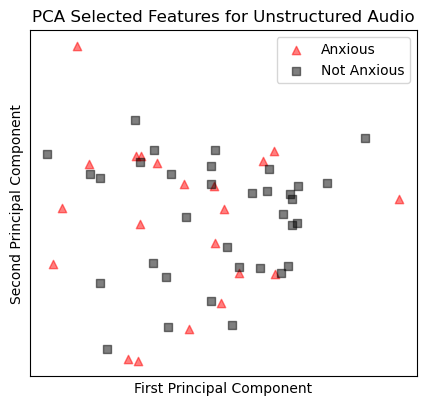 PCA Selected Features for Unstructured Audio
Anxious
Not Anxious
Second Principal Component
First Principal Component